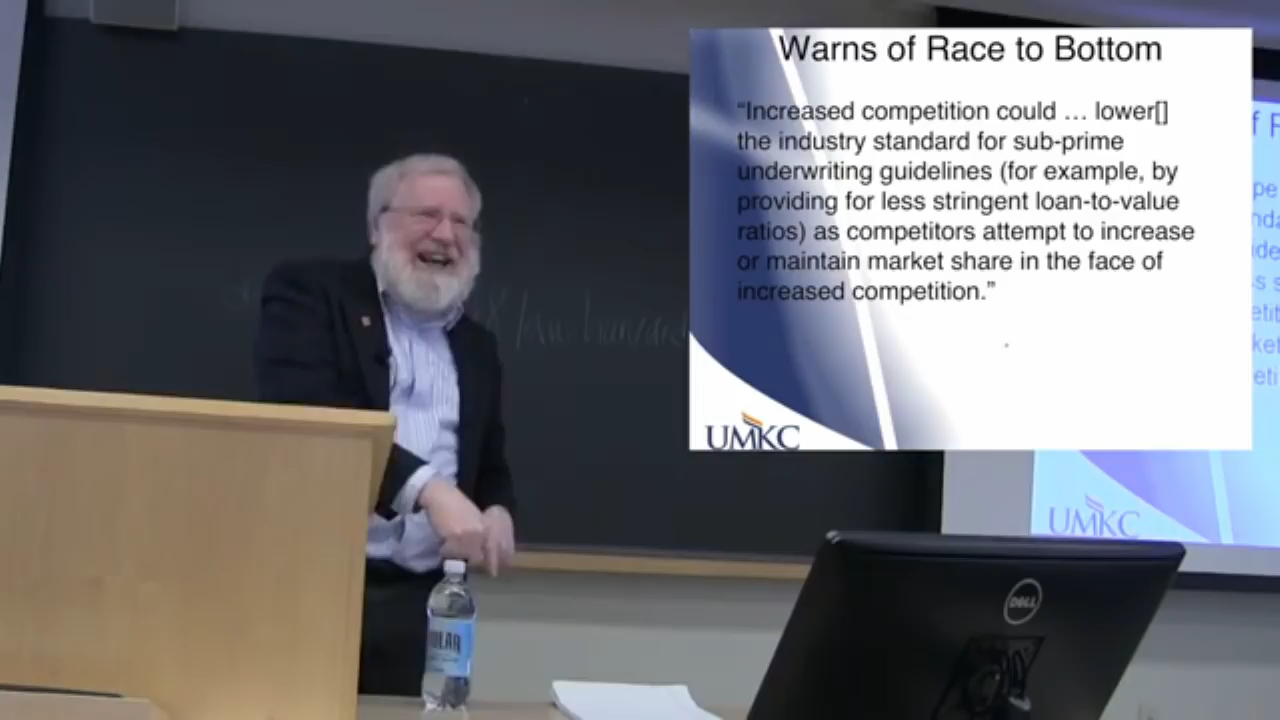 Warns of Race to Bottom
“Increased competition could … lower[]
the industry standard for sub-prime
underwriting guidelines (for example, by
providing for less stringent loan-to-value
ratios) as competitors attempt to increase
or maintain market share in the face of
increased competition.”
UMKC
UMKC
DELL